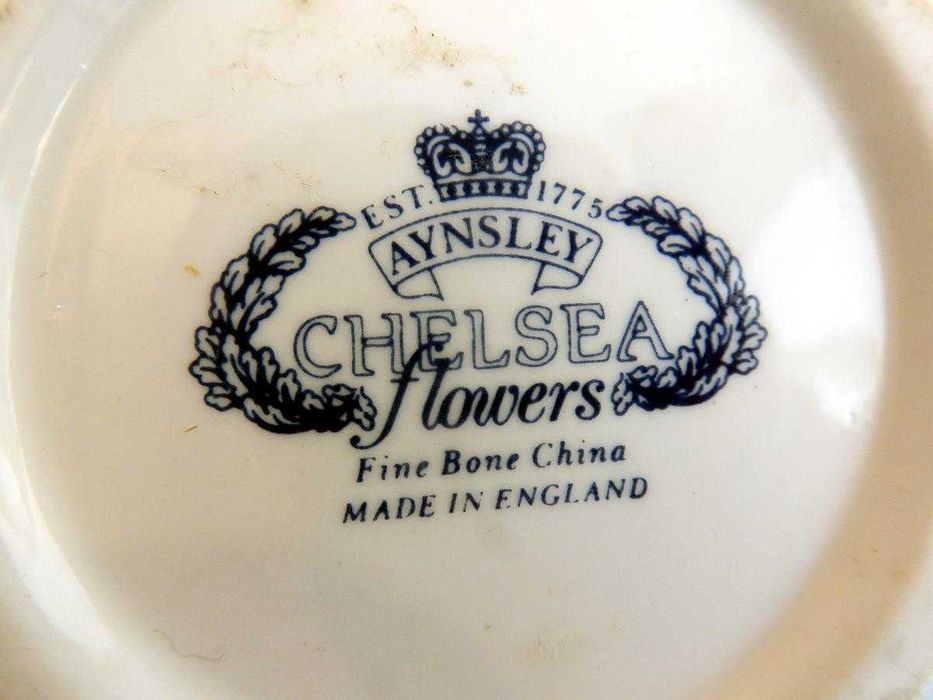 EST. 1775
AYNSLEY
CHELSEA
flowers
Fine Bone China
MADE IN ENGLAND